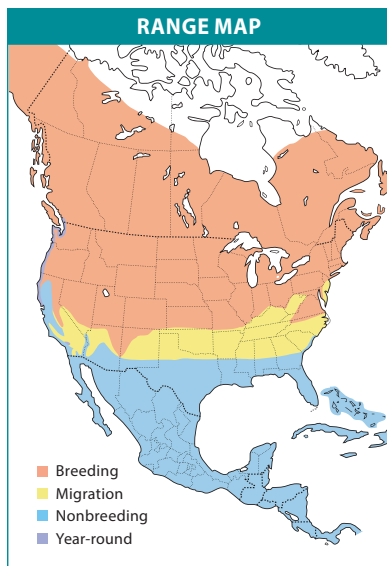 RANGE MAP
Breeding
Migration
Nonbreeding
Year-round